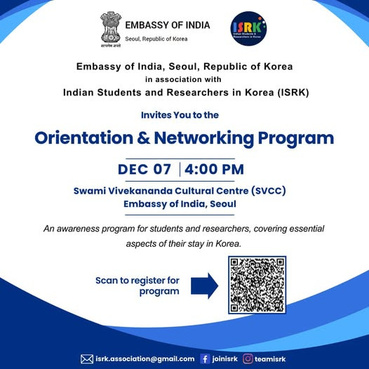 EMBASSY OF INDIA
Seoul, Republic of Korea
ISRK
Embassy of India, Seoul, Republic of Korea
in association with
Indian Students and Researchers in Korea (ISRK)
Invites You to the
Orientation & Networking Program
DEC 07 | 4:00 PM
Swami Vivekananda Cultural Centre (SVCC)
Embassy of India, Seoul
An awareness program for students and researchers, covering essential
aspects of their stay in Korea.
Scan to register for
program
isrk.association@gmail.com joinisrk teamisrk